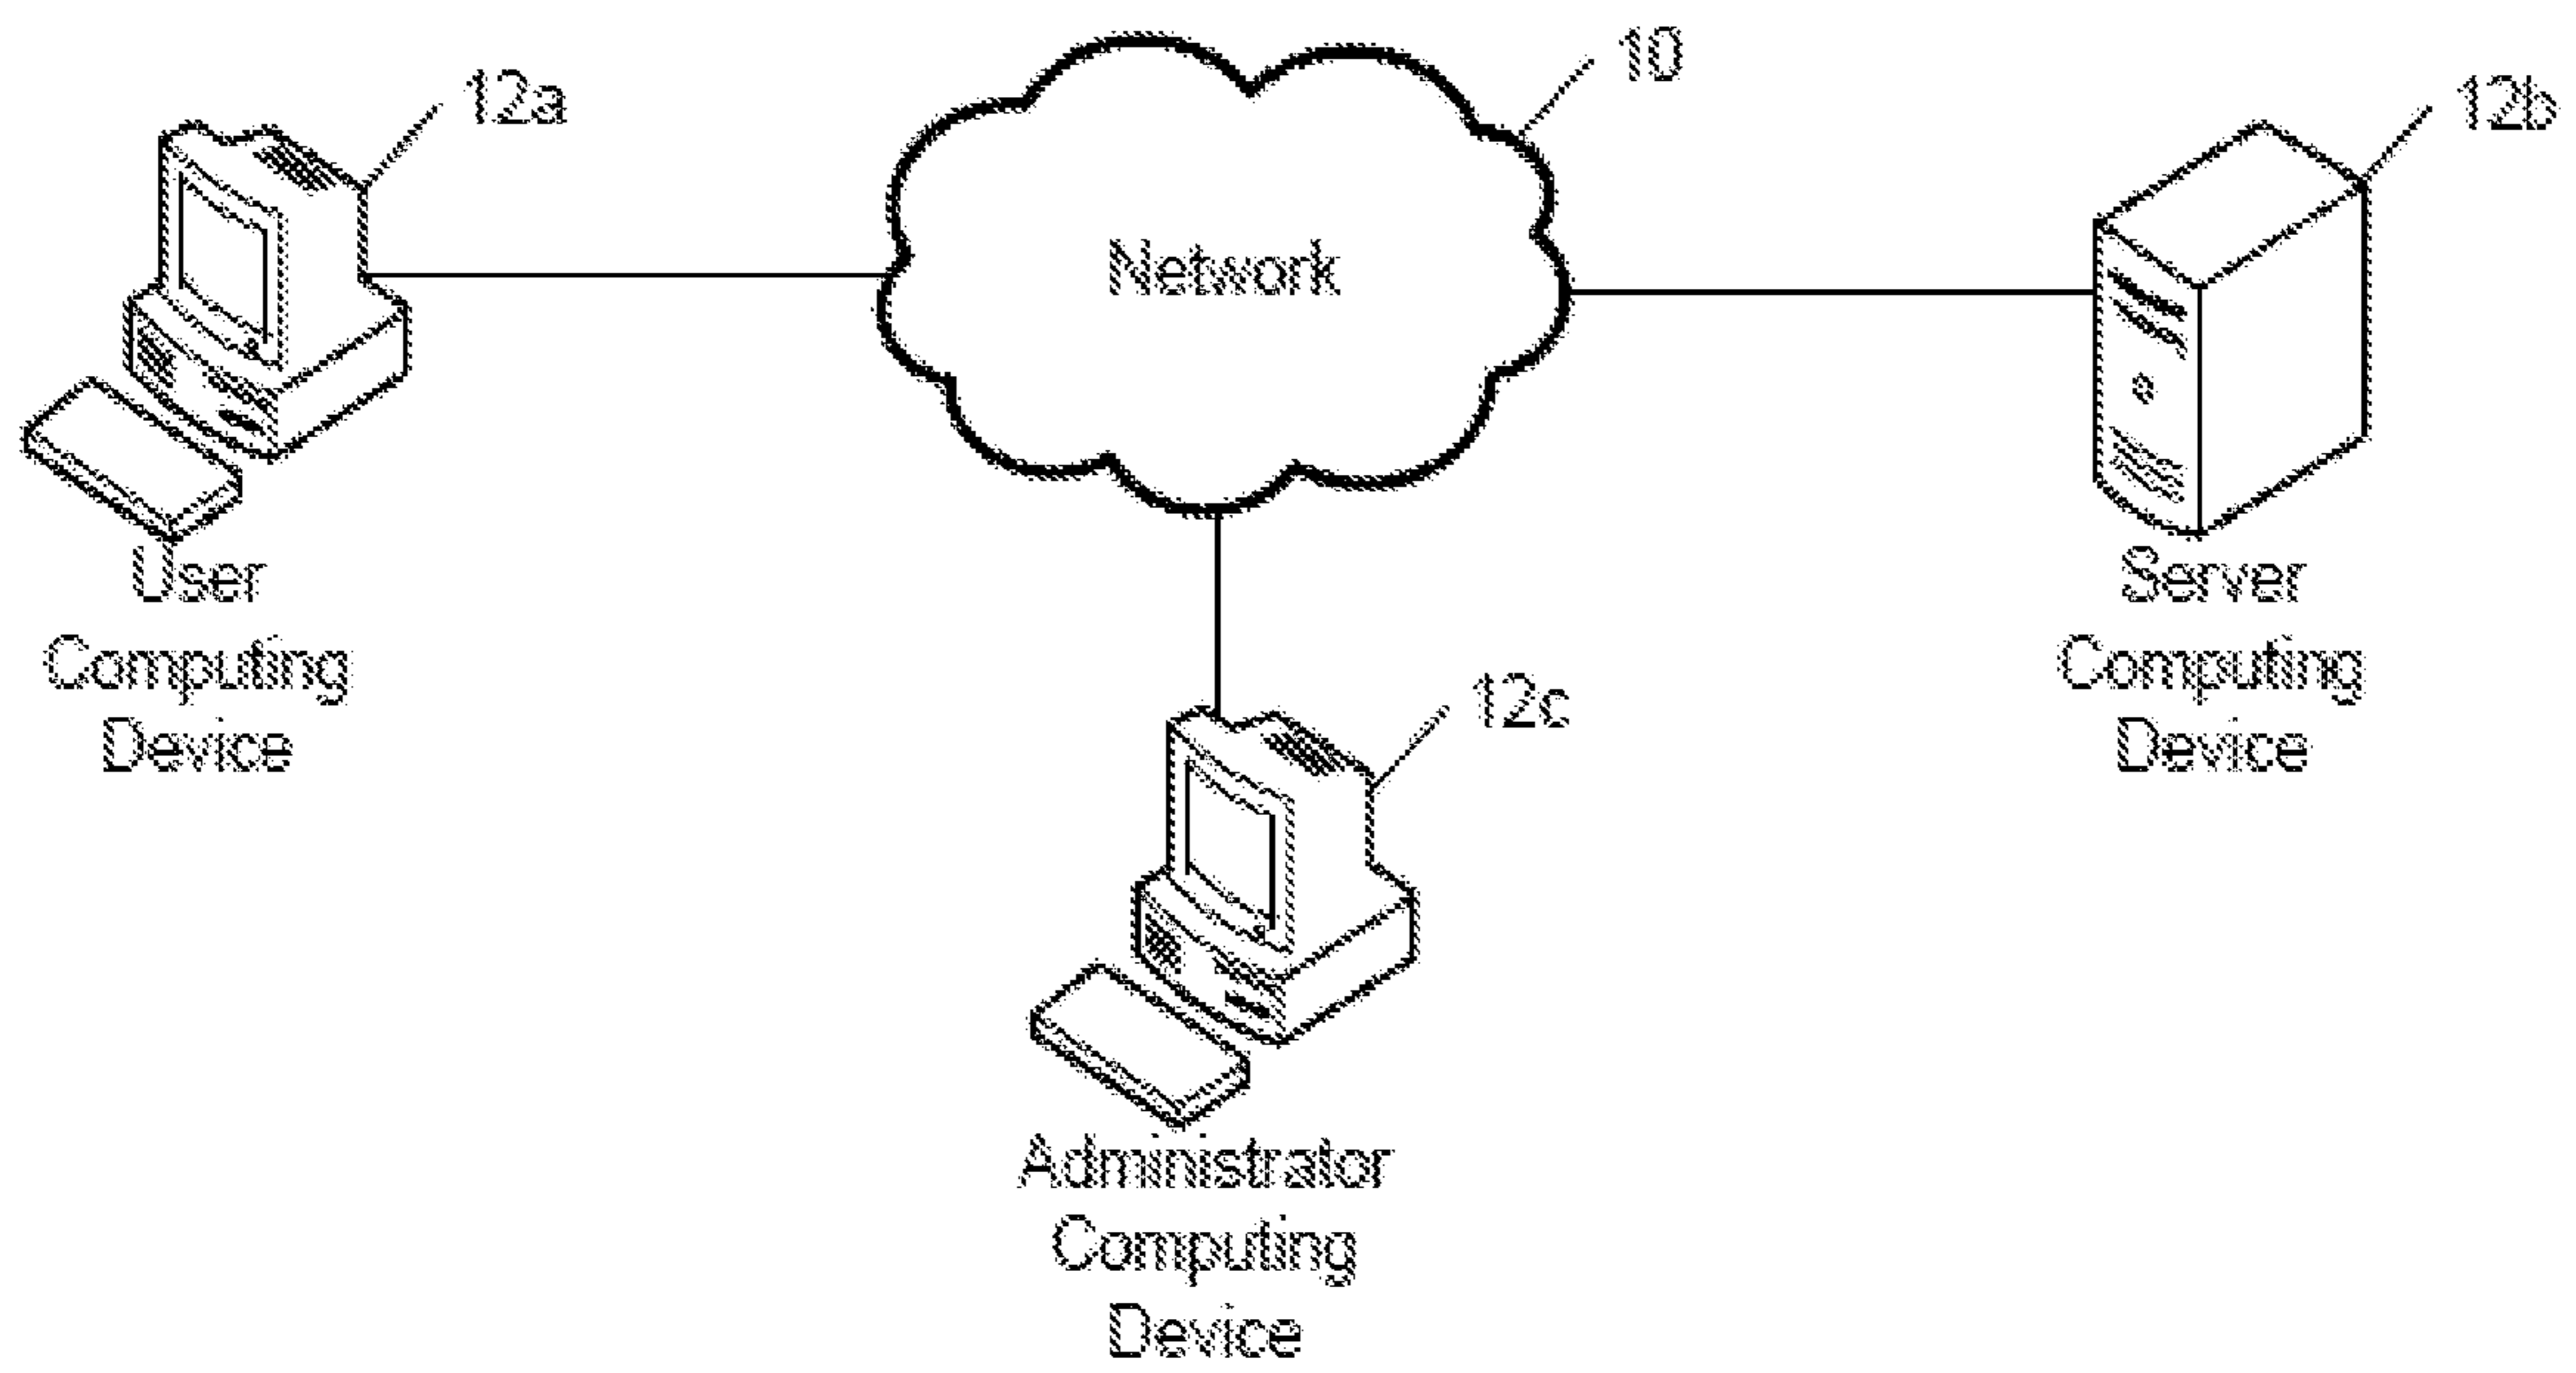 10
12a
12b
Network
User
Computing
Device
Server
Computing
Device
12c
Administrator
Computing
Device